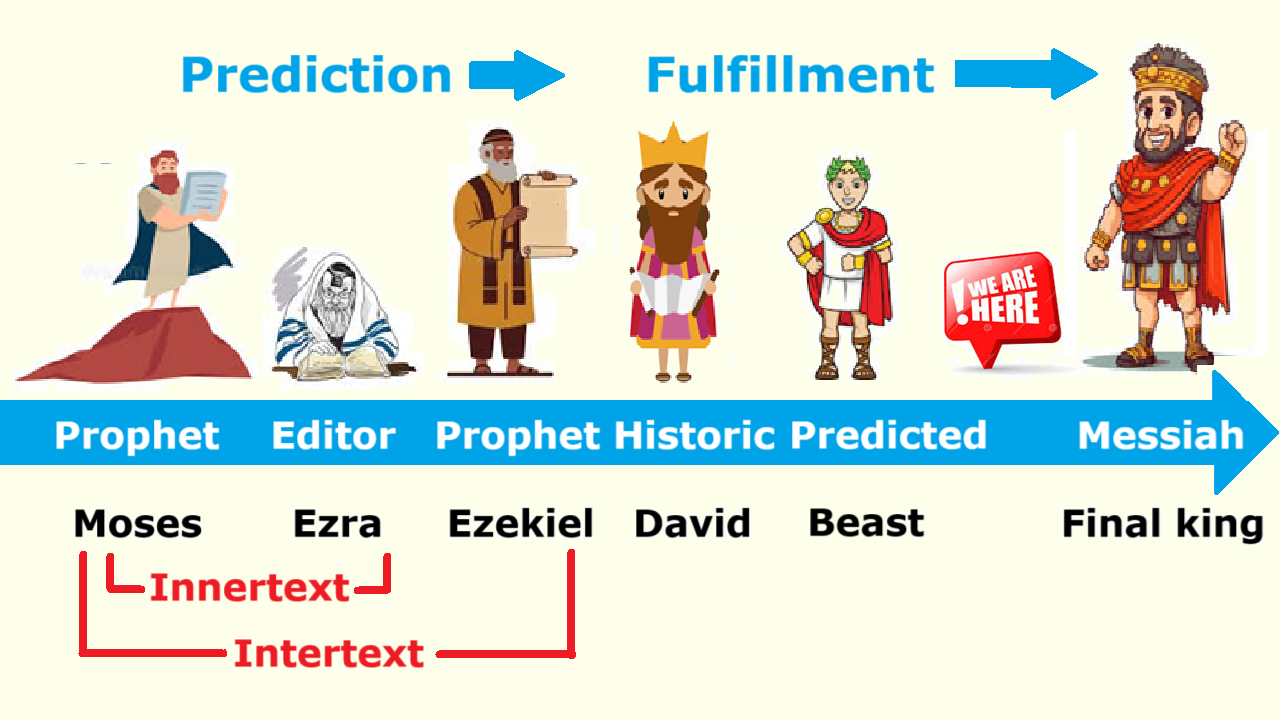 Prediction Fulfillment
! WE ARE
HERE
Prophet Editor Prophet Historic Predicted Messiah
Moses Ezra Ezekiel David Beast Final king
Innertext
Intertext